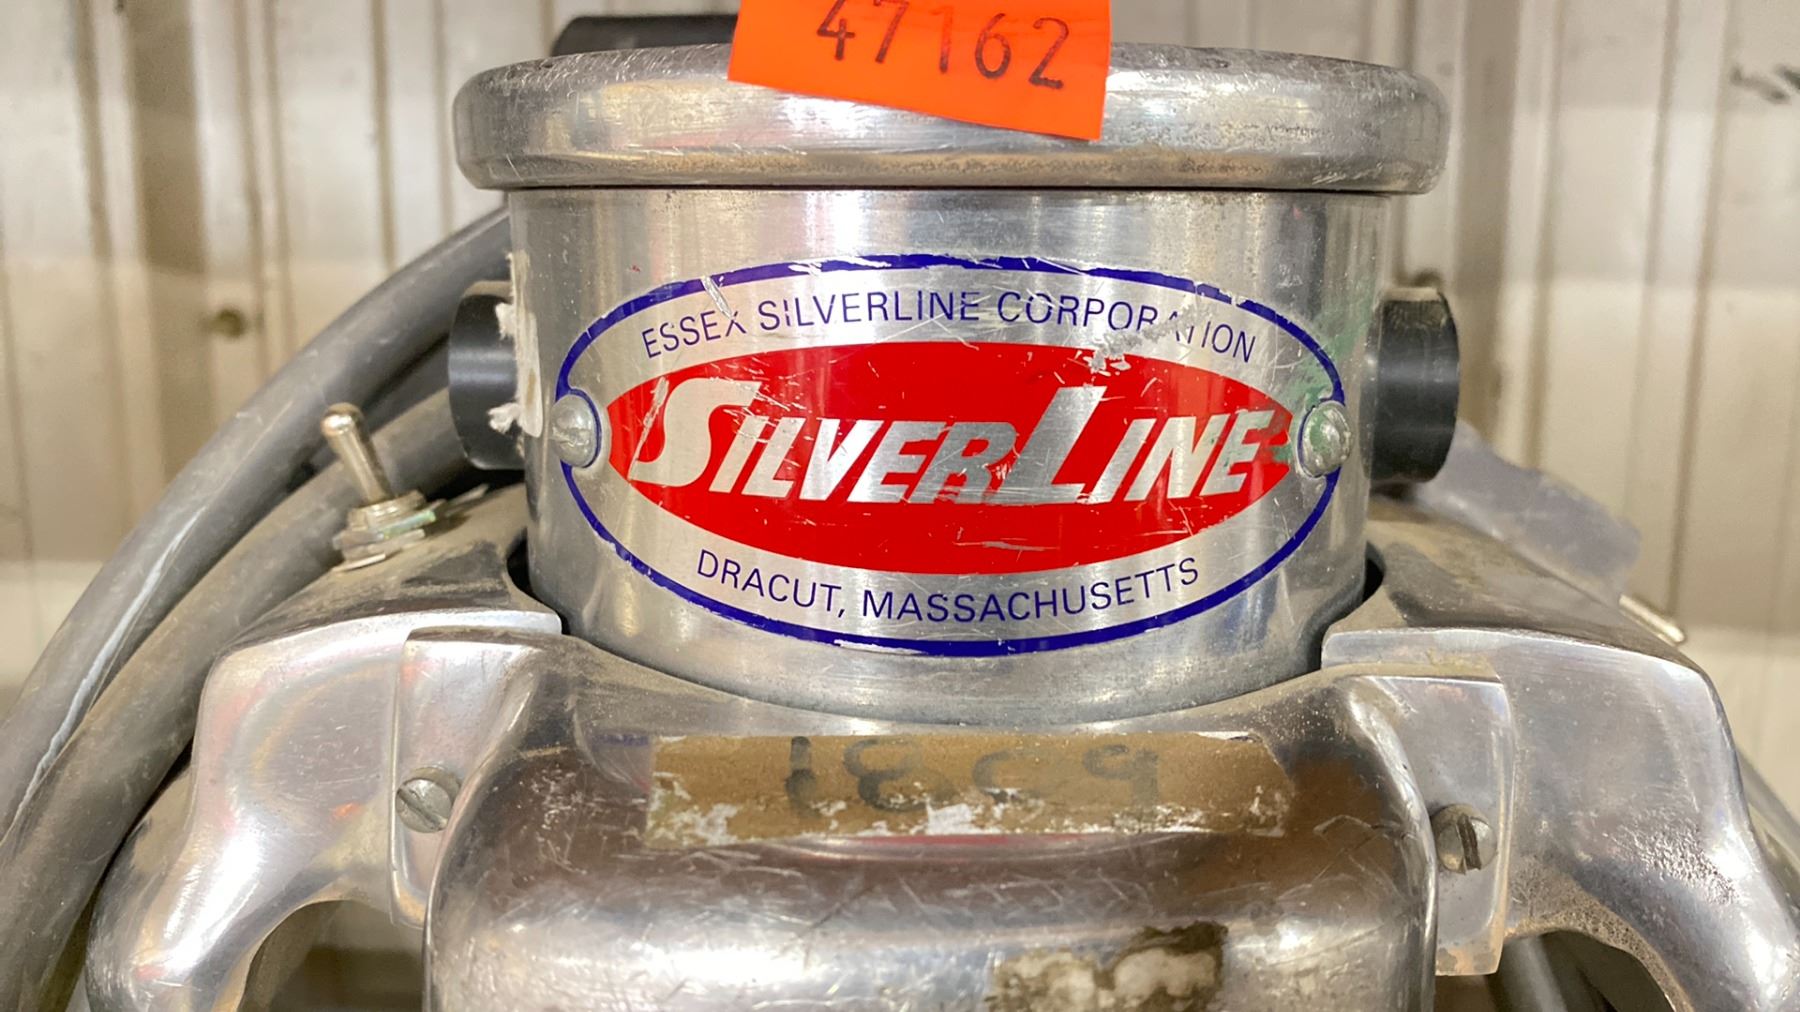 47162
ESSEX SILVERLINE CORPORATION
SILVERLINE
DRACUT, MASSACHUSETTS